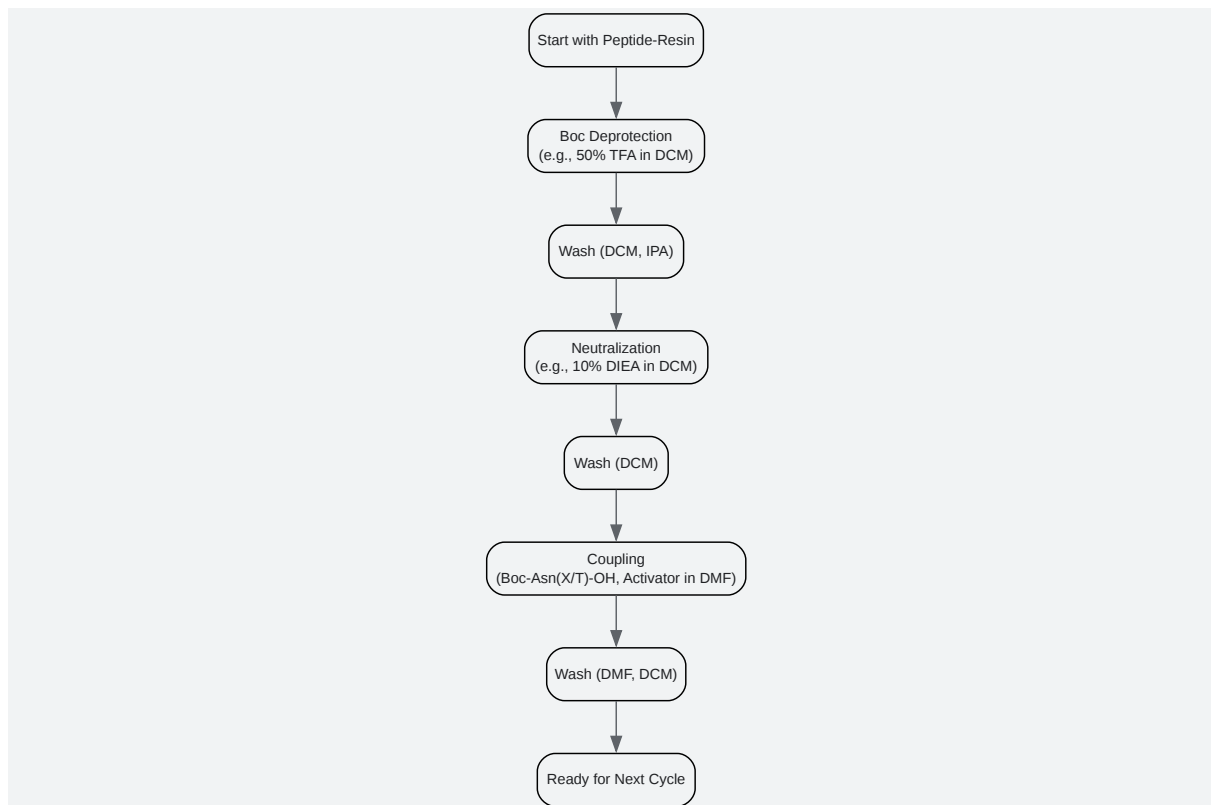 Start with Peptide-Resin
Boc Deprotection
(e.g., 50% TFA in DCM)
Wash (DCM, IPA)
Neutralization
(e.g., 10% DIEA in DCM)
Wash (DCM)
Coupling
(Boc-Asn(X/T)-OH, Activator in DMF)
Wash (DMF, DCM)
Ready for Next Cycle